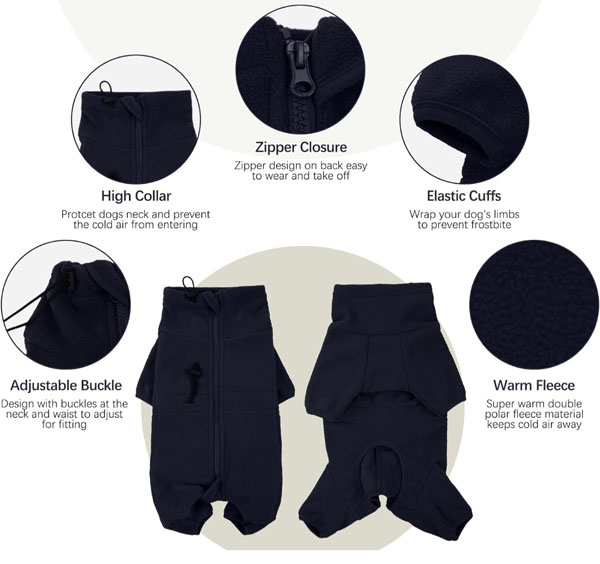 Zipper Closure
Zipper design on back easy
to wear and take off
High Collar
Protcet dogs neck and prevent
the cold air from entering
Elastic Cuffs
Wrap your dog's limbs
to prevent frostbite
Adjustable Buckle
Design with buckles at the
neck and waist to adjust
for fitting
Warm Fleece
Super warm double
polar fleece material
keeps cold air away